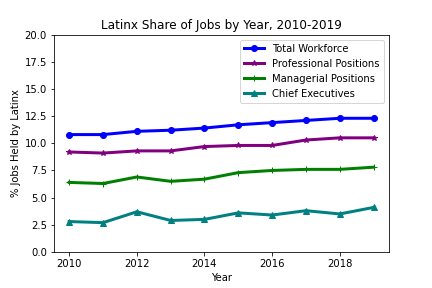 Latinx Share of Jobs by Year, 2010-2019
20.0
17.5
15.0
12.5
10.0
7.5
5.0
2.5
0.0
% Jobs Held by Latinx
Total Workforce
Professional Positions
Managerial Positions
Chief Executives
2010 2012 2014 2016 2018
Year